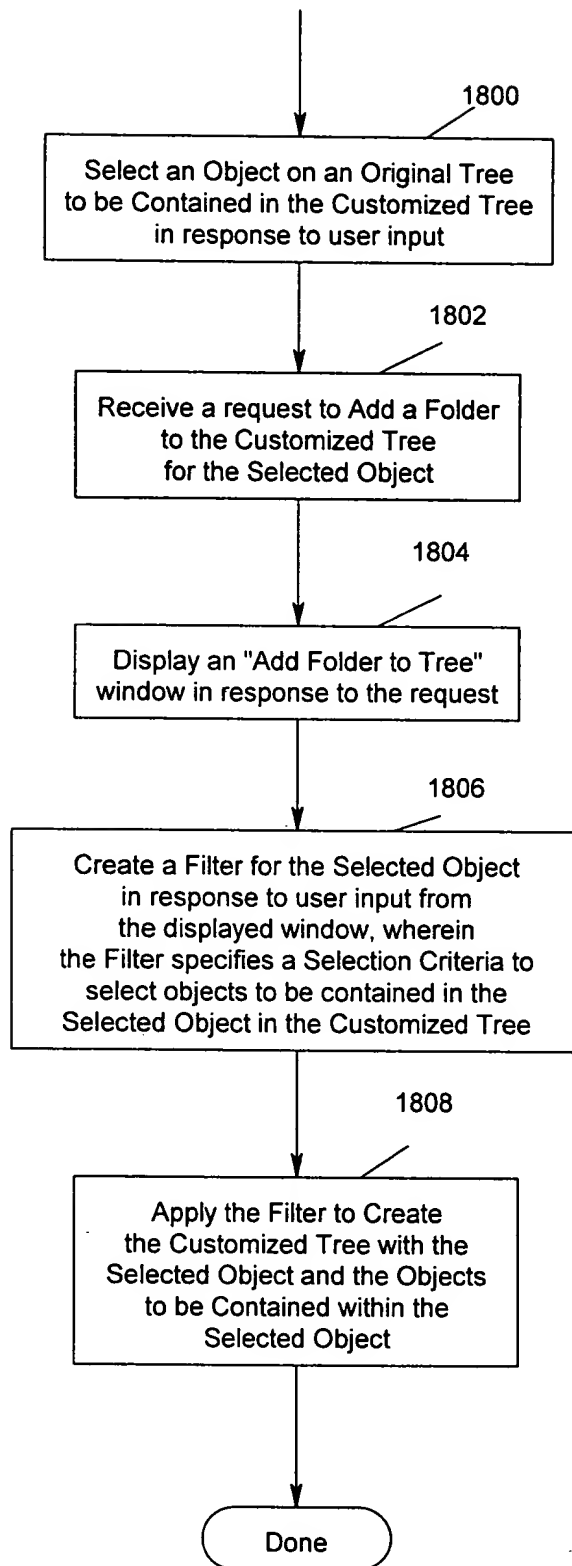 1800
Select an Object on an Original Tree
to be Contained in the Customized Tree
in response to user input
1802
Receive a request to Add a Folder
to the Customized Tree
for the Selected Object
1804
Display an "Add Folder to Tree"
window in response to the request
1806
Create a Filter for the Selected Object
in response to user input from
the displayed window, wherein
the Filter specifies a Selection Criteria to
select objects to be contained in the
Selected Object in the Customized Tree
1808
Apply the Filter to Create
the Customized Tree with the
Selected Object and the Objects
to be Contained within the
Selected Object
Done